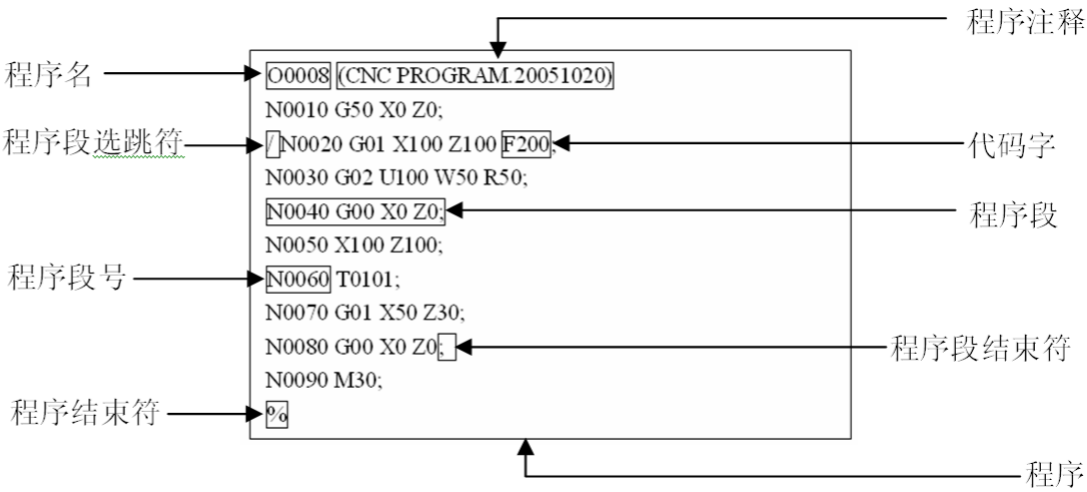 程序注释
程序名 O0008 (CNC PROGRAM.20051020)
N0010 G50 X0 Z0;
程序段选跳符 /N0020 G01 X100 Z100 F200; 代码字
N0030 G02 U100 W50 R50;
N0040 G00 X0 Z0; 程序段
N0050 X100 Z100;
程序段号 N0060 T0101;
N0070 G01 X50 Z30;
N0080 G00 X0 Z0; 程序段结束符
N0090 M30;
程序结束符 %
程序